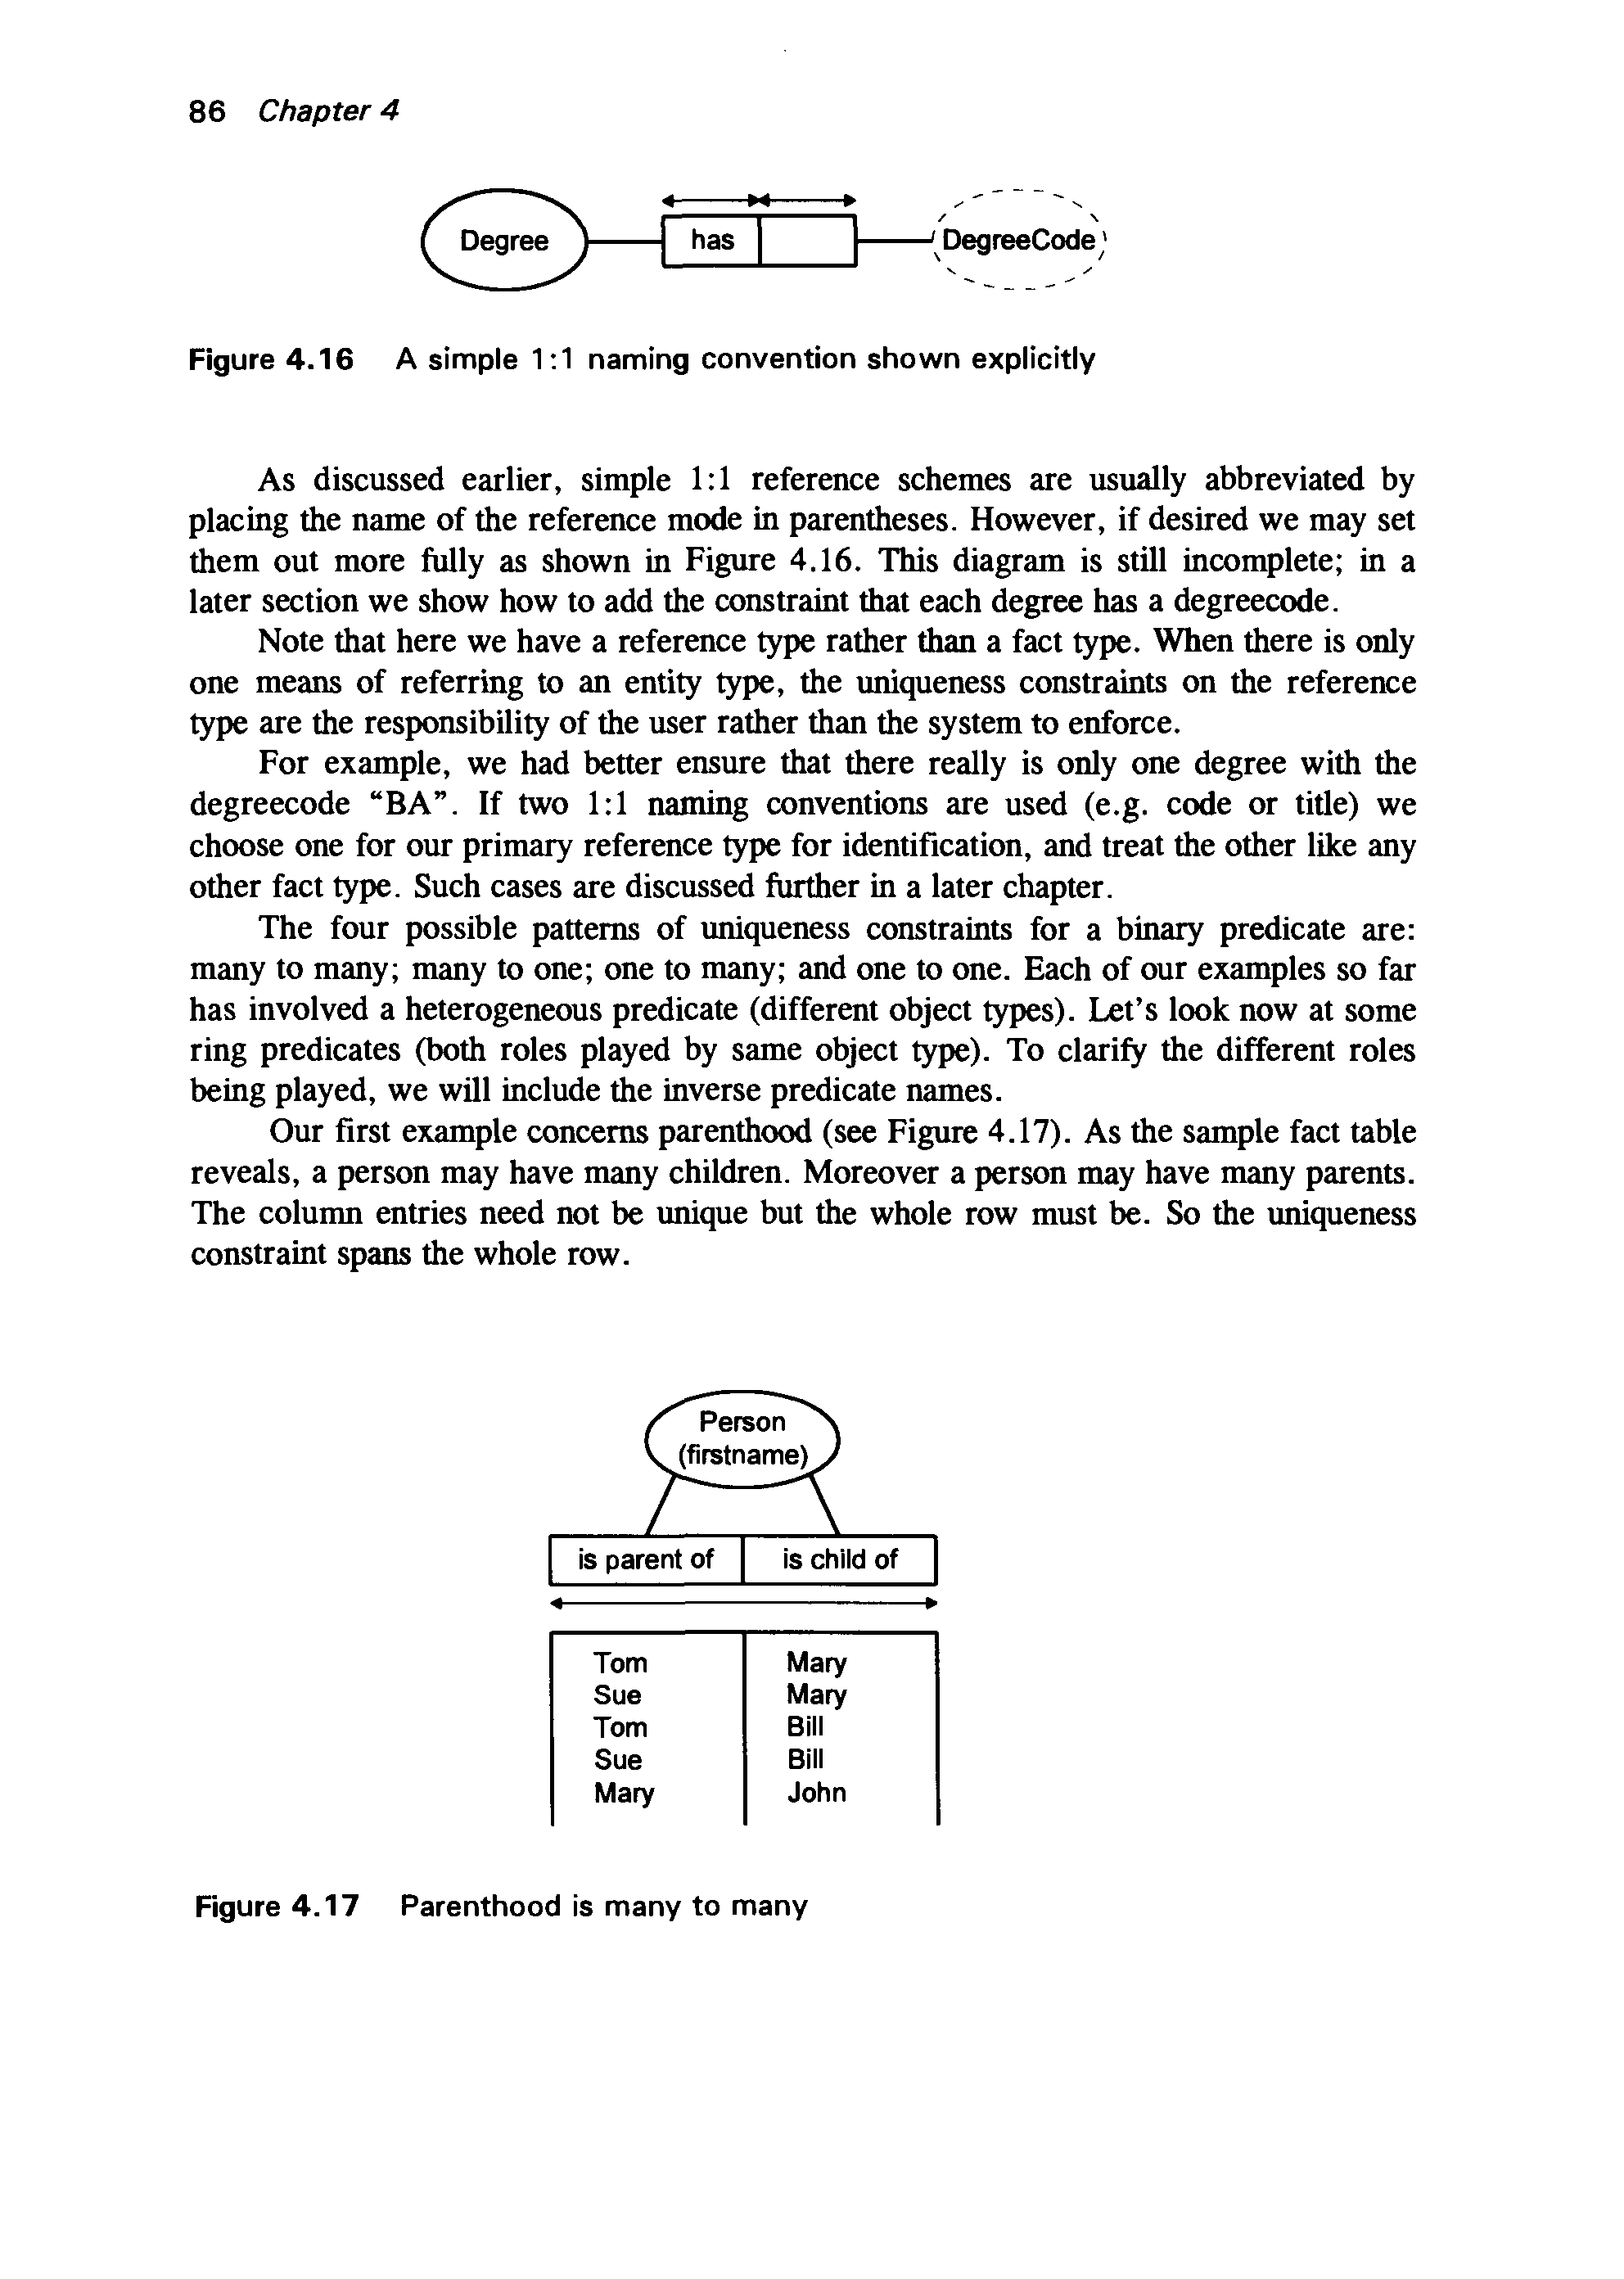 86 Chapter 4
Degree has DegreeCode
Figure 4.16 A simple 1:1 naming convention shown explicitly
As discussed earlier, simple 1:1 reference schemes are usually abbreviated by
placing the name of the reference mode in parentheses. However, if desired we may set
them out more fully as shown in Figure 4.16. This diagram is still incomplete; in a
later section we show how to add the constraint that each degree has a degreecode.
Note that here we have a reference type rather than a fact type. When there is only
one means of referring to an entity type, the uniqueness constraints on the reference
type are the responsibility of the user rather than the system to enforce.
For example, we had better ensure that there really is only one degree with the
degreecode “BA”. If two 1:1 naming conventions are used (e.g. code or title) we
choose one for our primary reference type for identification, and treat the other like any
other fact type. Such cases are discussed further in a later chapter.
The four possible patterns of uniqueness constraints for a binary predicate are:
many to many; many to one; one to many; and one to one. Each of our examples so far
has involved a heterogeneous predicate (different object types). Let’s look now at some
ring predicates (both roles played by same object type). To clarify the different roles
being played, we will include the inverse predicate names.
Our first example concerns parenthood (see Figure 4.17). As the sample fact table
reveals, a person may have many children. Moreover a person may have many parents.
The column entries need not be unique but the whole row must be. So the uniqueness
constraint spans the whole row.
Person
(firstname)
is parent of is child of
Tom Mary
Sue Mary
Tom Bill
Sue Bill
Mary John
Figure 4.17 Parenthood is many to many